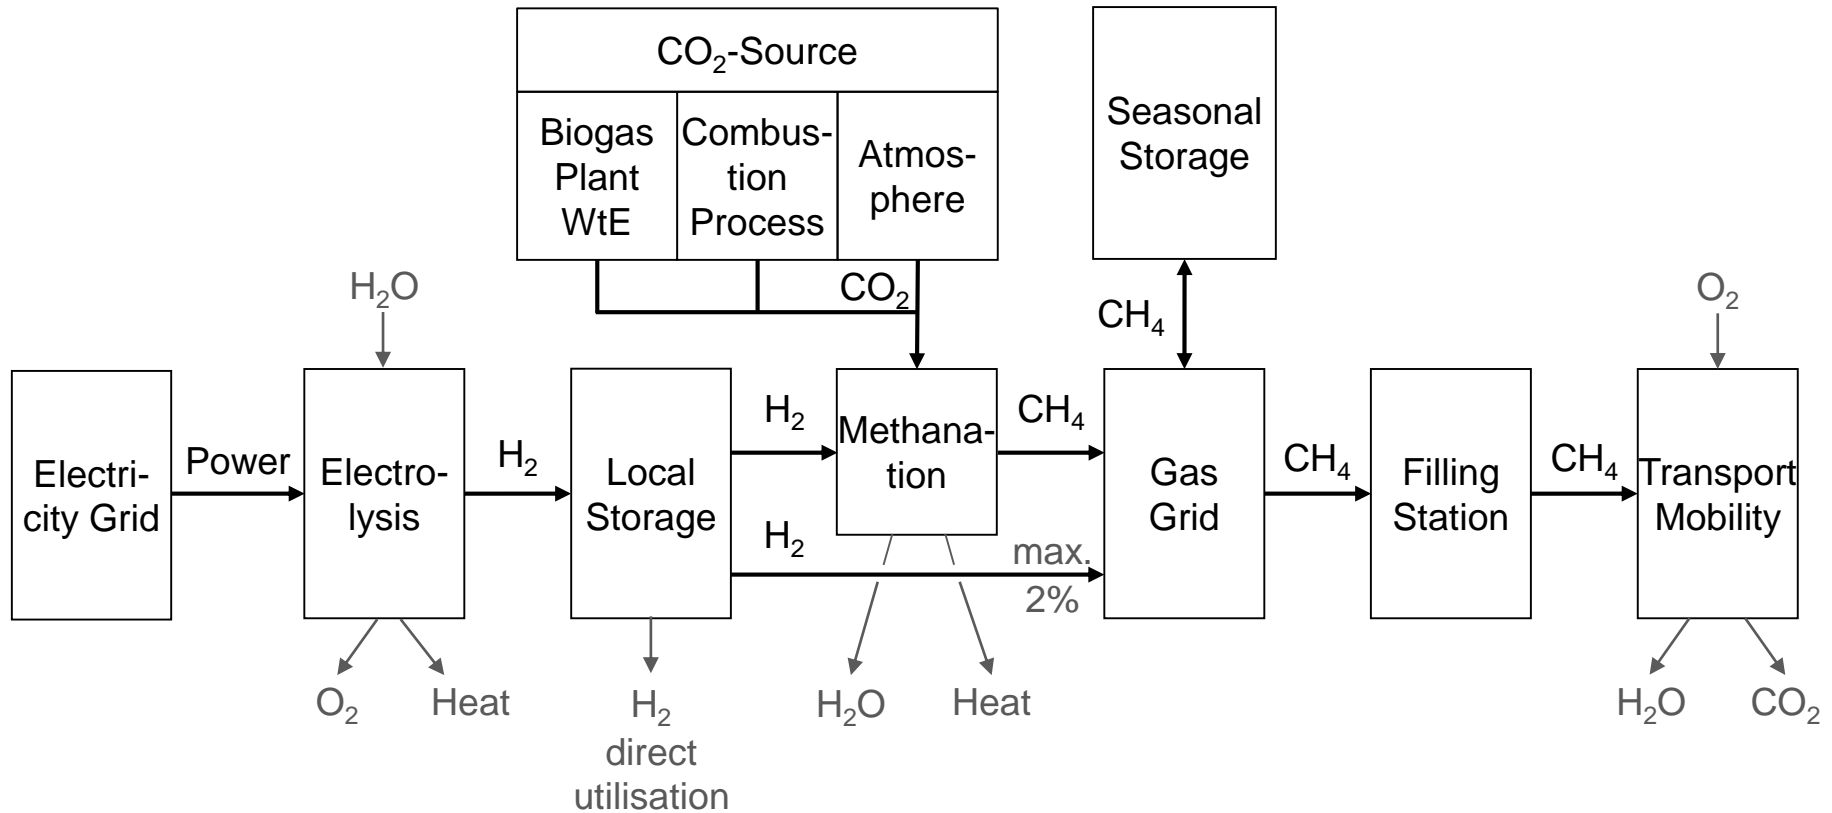 CO₂-Source
Biogas
Plant
WtE
Combus-
tion
Process
Atmos-
phere
Seasonal
Storage
H₂O
CO₂
CH₄
O₂
Electri-
city Grid
Power
Electro-
lysis
H₂
Local
Storage
H₂
H₂
Methana-
tion
CH₄
max.
2%
Gas
Grid
CH₄
Filling
Station
CH₄
Transport
Mobility
O₂
Heat
H₂
direct
utilisation
H₂O
Heat
H₂O
CO₂